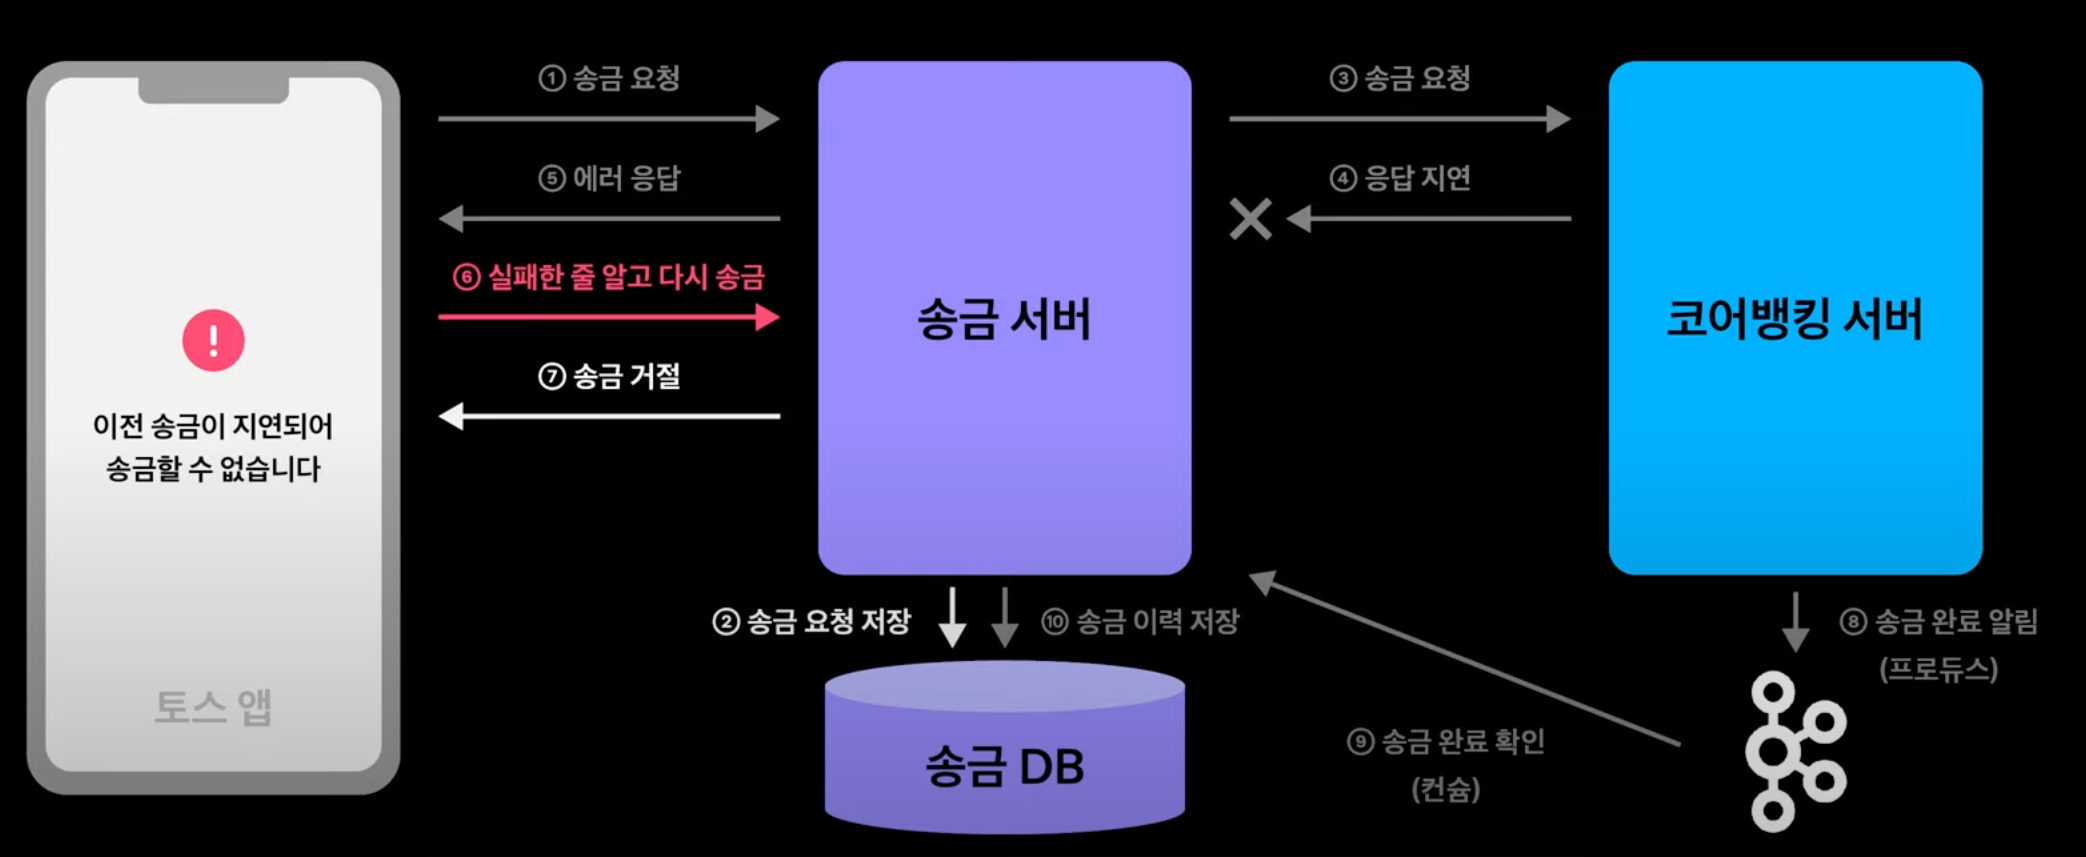 ① 송금 요청
⑤ 에러 응답
⑥ 실패한 줄 알고 다시 송금
⑦ 송금 거절
이전 송금이 지연되어
송금할 수 없습니다
토스 앱
송금 서버
③ 송금 요청
④ 응답 지연
코어뱅킹 서버
② 송금 요청 저장
⑩ 송금 이력 저장
송금 DB
⑧ 송금 완료 알림
(프로듀스)
⑨ 송금 완료 확인
(컨슘)